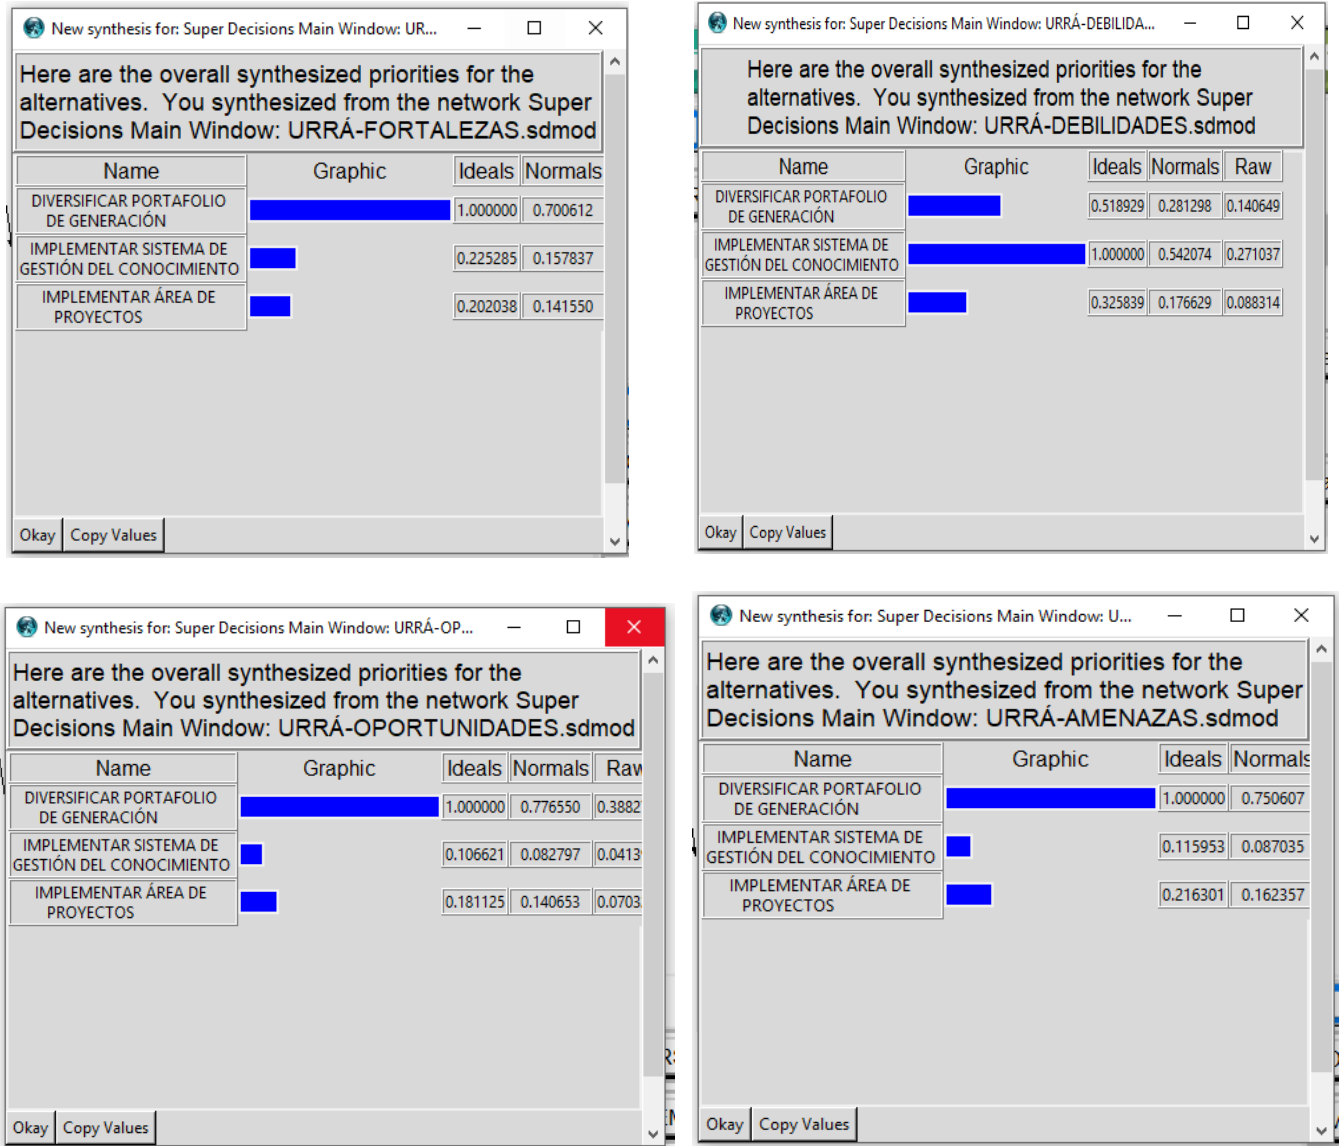 New synthesis for: Super Decisions Main Window: UR...
Here are the overall synthesized priorities for the
alternatives. You synthesized from the network Super
Decisions Main Window: URRÁ-FORTALEZAS.sdmod
Name Graphic Ideals Normals
DIVERSIFICAR PORTAFOLIO
DE GENERACIÓN
1.000000 0.700612
IMPLEMENTAR SISTEMA DE
GESTIÓN DEL CONOCIMIENTO
0.225285 0.157837
IMPLEMENTAR ÁREA DE
PROYECTOS
0.202038 0.141550
Okay Copy Values
New synthesis for: Super Decisions Main Window: URRÁ-DEBILIDA...
Here are the overall synthesized priorities for the
alternatives. You synthesized from the network Super
Decisions Main Window: URRÁ-DEBILIDADES.sdmod
Name Graphic Ideals Normals Raw
DIVERSIFICAR PORTAFOLIO
DE GENERACIÓN
0.518929 0.281298 0.140649
IMPLEMENTAR SISTEMA DE
GESTIÓN DEL CONOCIMIENTO
1.000000 0.542074 0.271037
IMPLEMENTAR ÁREA DE
PROYECTOS
0.325839 0.176629 0.088314
Okay Copy Values
New synthesis for: Super Decisions Main Window: URRÁ-OP...
Here are the overall synthesized priorities for the
alternatives. You synthesized from the network Super
Decisions Main Window: URRÁ-OPORTUNIDADES.sdmod
Name Graphic Ideals Normals Raw
DIVERSIFICAR PORTAFOLIO
DE GENERACIÓN
1.000000 0.776550 0.3882
IMPLEMENTAR SISTEMA DE
GESTIÓN DEL CONOCIMIENTO
0.106621 0.082797 0.0413
IMPLEMENTAR ÁREA DE
PROYECTOS
0.181125 0.140653 0.0703
Okay Copy Values
New synthesis for: Super Decisions Main Window: U...
Here are the overall synthesized priorities for the
alternatives. You synthesized from the network Super
Decisions Main Window: URRÁ-AMENAZAS.sdmod
Name Graphic Ideals Normals
DIVERSIFICAR PORTAFOLIO
DE GENERACIÓN
1.000000 0.750607
IMPLEMENTAR SISTEMA DE
GESTIÓN DEL CONOCIMIENTO
0.115953 0.087035
IMPLEMENTAR ÁREA DE
PROYECTOS
0.216301 0.162357
Okay Copy Values